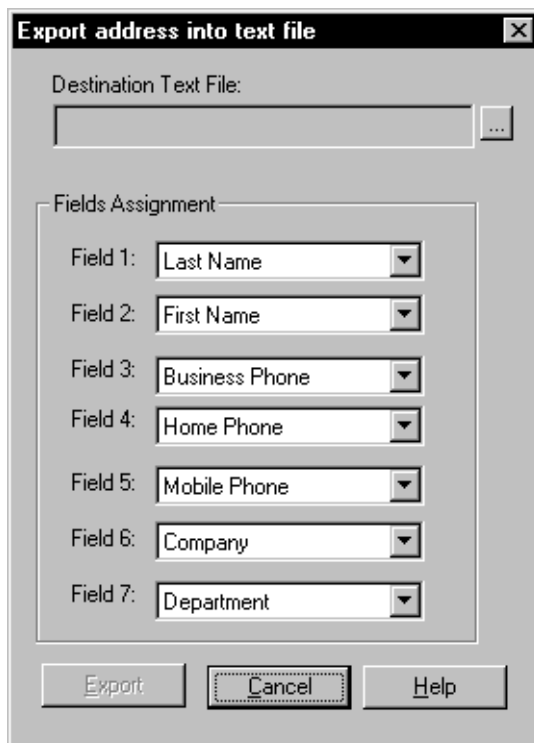 Export address into text file
Destination Text File:
...
Fields Assignment
Field 1: Last Name
Field 2: First Name
Field 3: Business Phone
Field 4: Home Phone
Field 5: Mobile Phone
Field 6: Company
Field 7: Department
Export Cancel Help